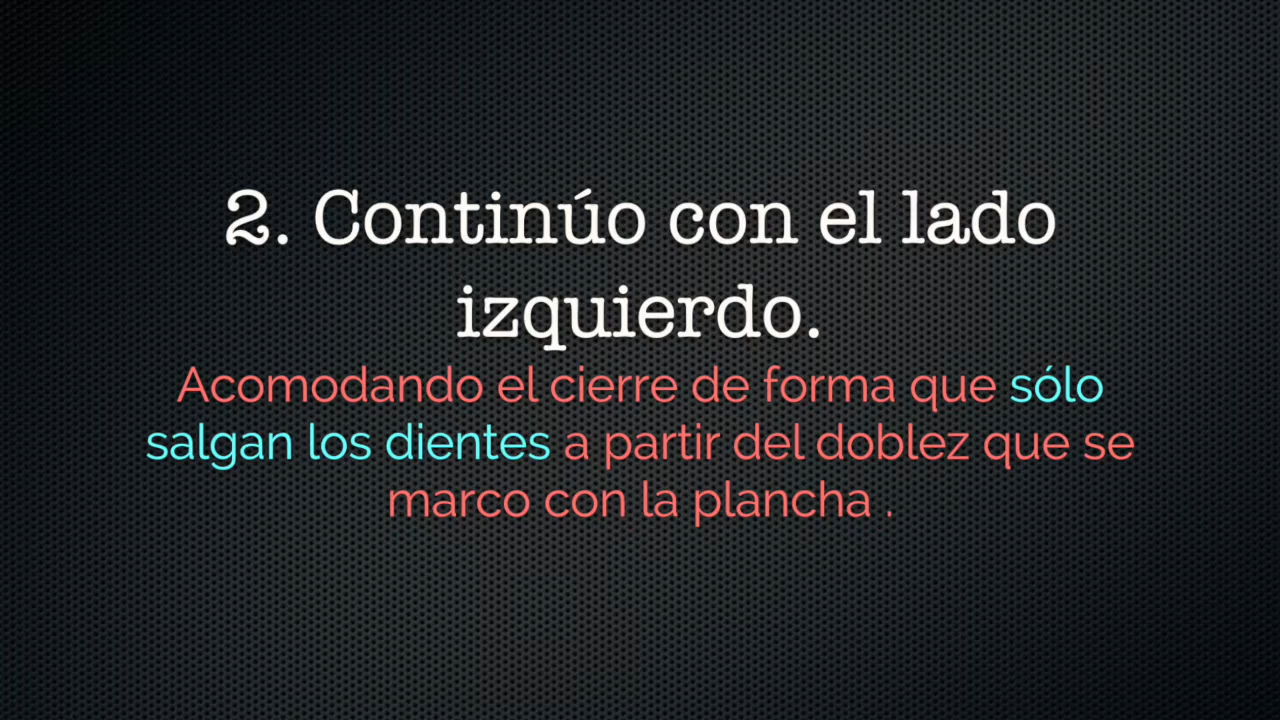 2. Continúo con el lado
izquierdo.
Acomodando el cierre de forma que sólo
salgan los dientes a partir del doblez que se
marco con la plancha .